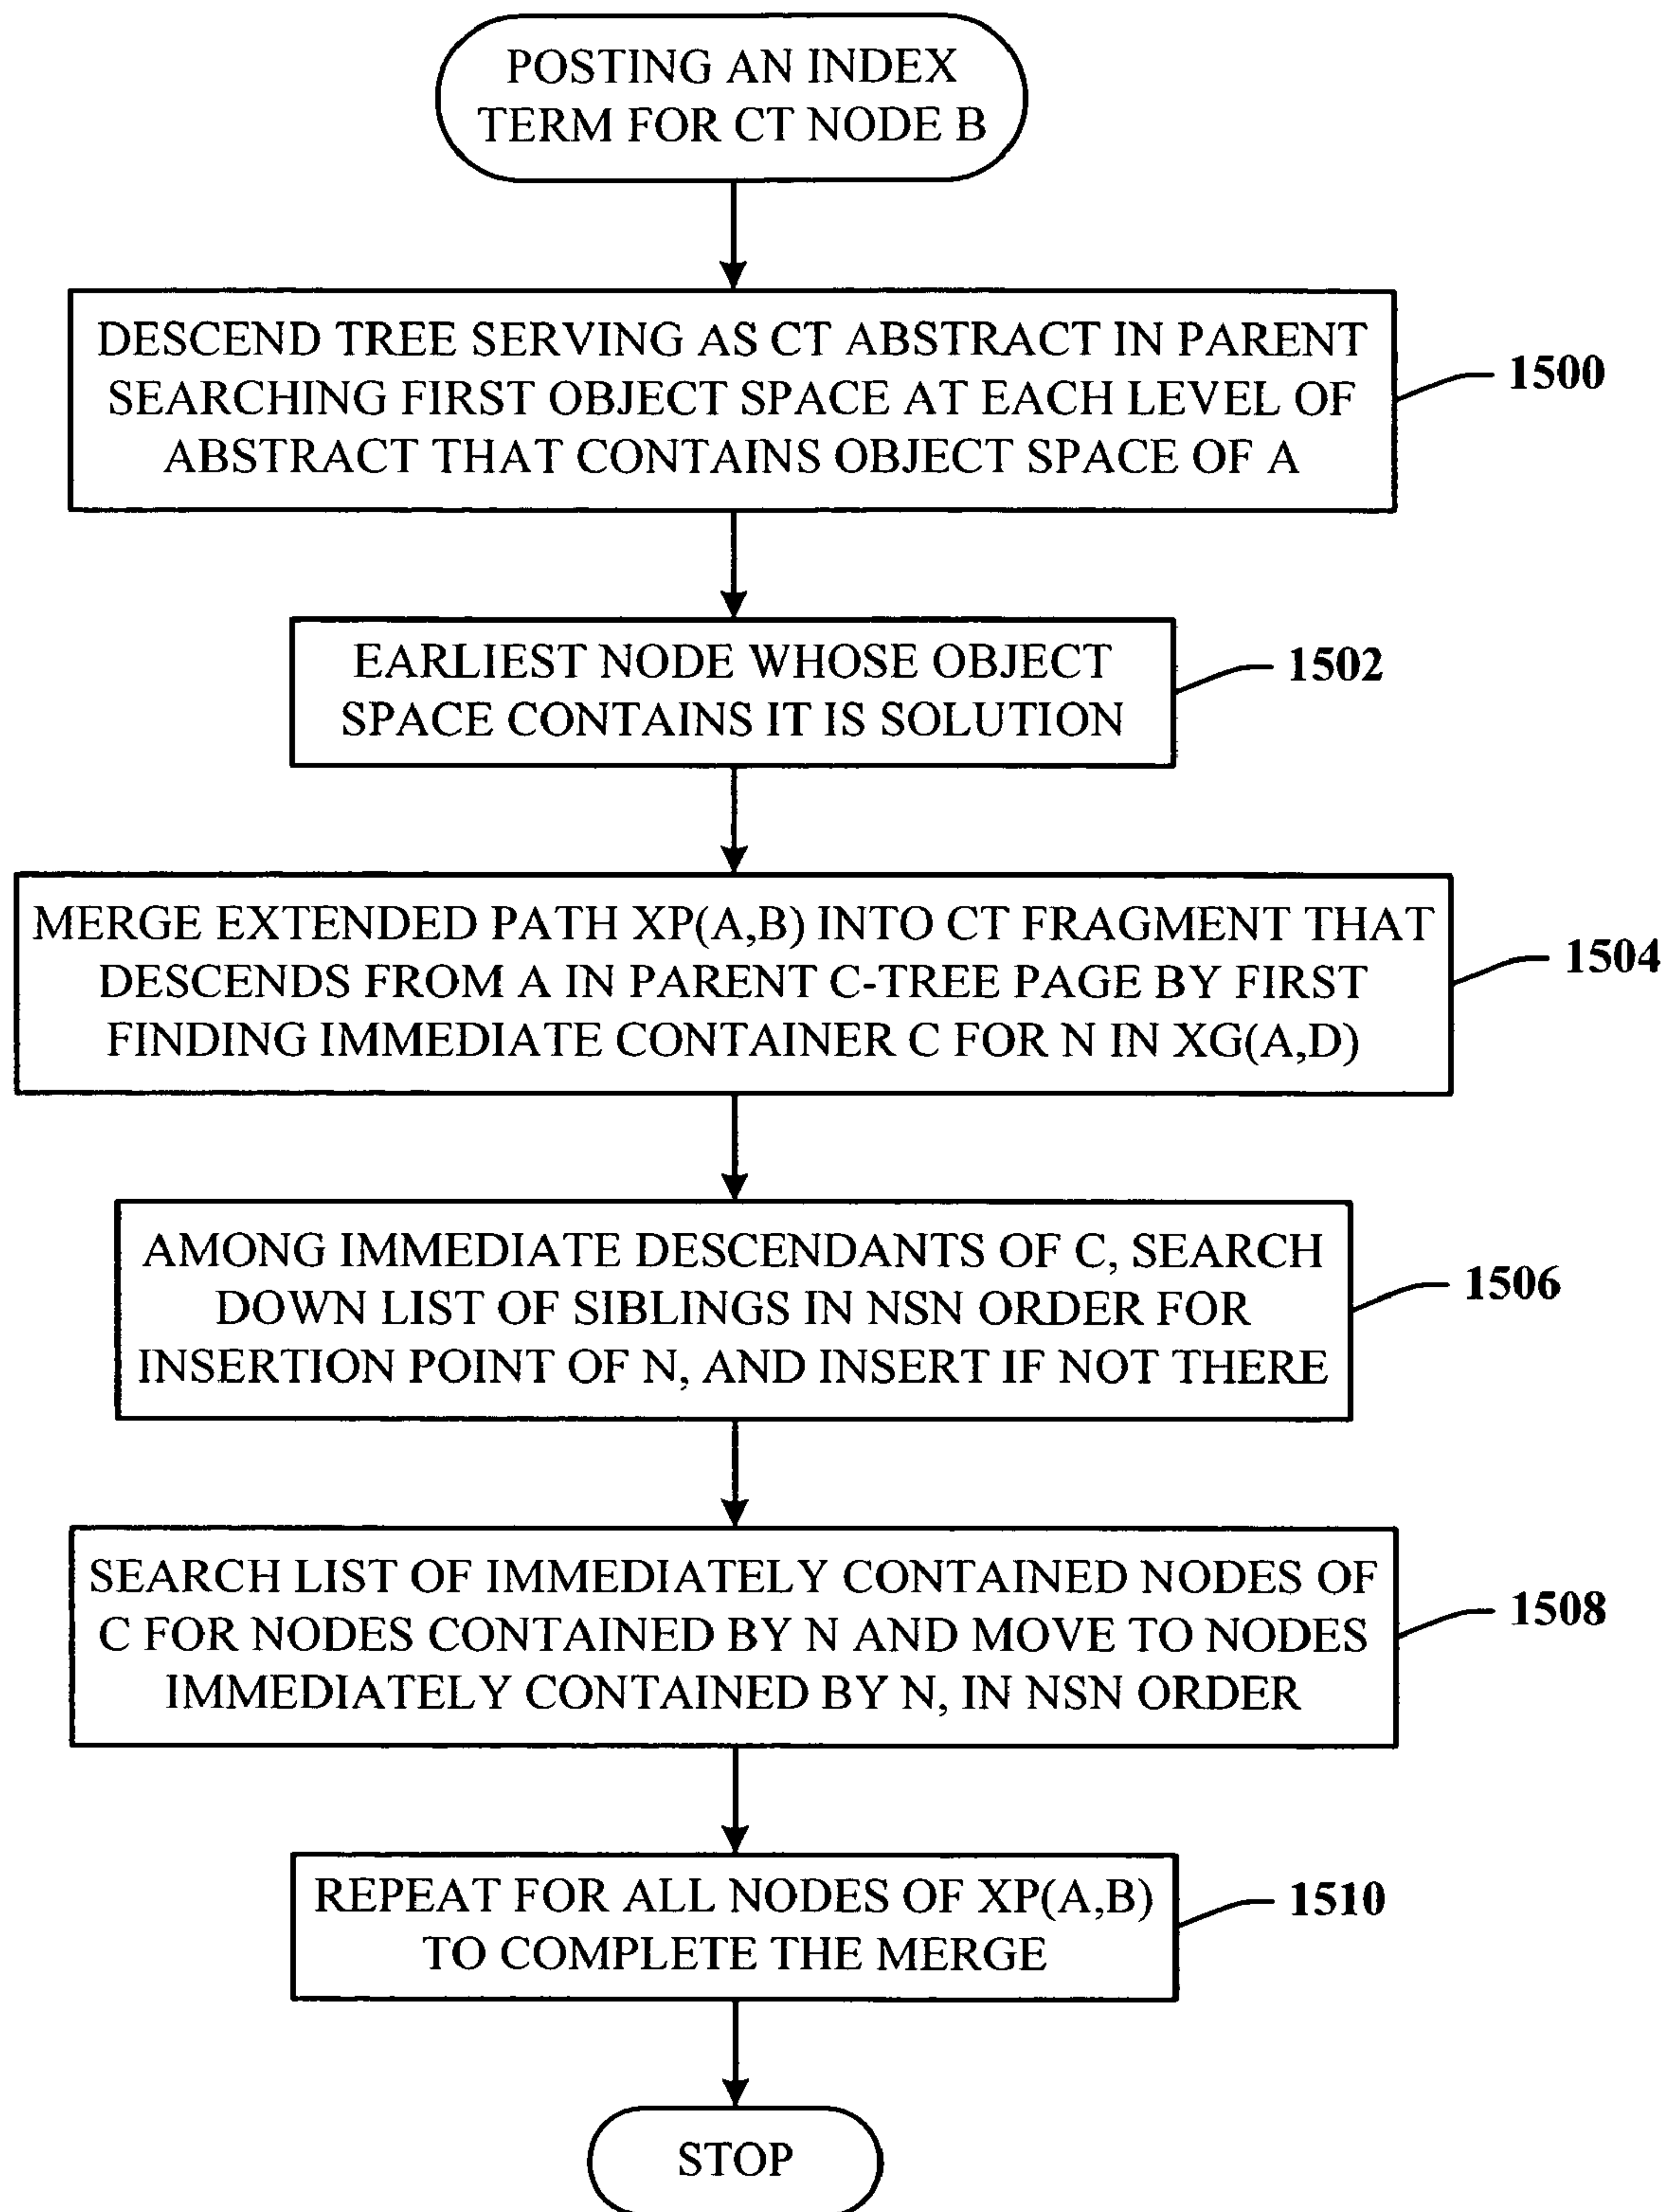 POSTING AN INDEX
TERM FOR CT NODE B
DESCEND TREE SERVING AS CT ABSTRACT IN PARENT
SEARCHING FIRST OBJECT SPACE AT EACH LEVEL OF
ABSTRACT THAT CONTAINS OBJECT SPACE OF A
1500
EARLIEST NODE WHOSE OBJECT
SPACE CONTAINS IT IS SOLUTION
1502
MERGE EXTENDED PATH XP(A,B) INTO CT FRAGMENT THAT
DESCENDS FROM A IN PARENT C-TREE PAGE BY FIRST
FINDING IMMEDIATE CONTAINER C FOR N IN XG(A,D)
1504
AMONG IMMEDIATE DESCENDANTS OF C, SEARCH
DOWN LIST OF SIBLINGS IN NSN ORDER FOR
INSERTION POINT OF N, AND INSERT IF NOT THERE
1506
SEARCH LIST OF IMMEDIATELY CONTAINED NODES OF
C FOR NODES CONTAINED BY N AND MOVE TO NODES
IMMEDIATELY CONTAINED BY N, IN NSN ORDER
1508
REPEAT FOR ALL NODES OF XP(A,B)
TO COMPLETE THE MERGE
1510
STOP